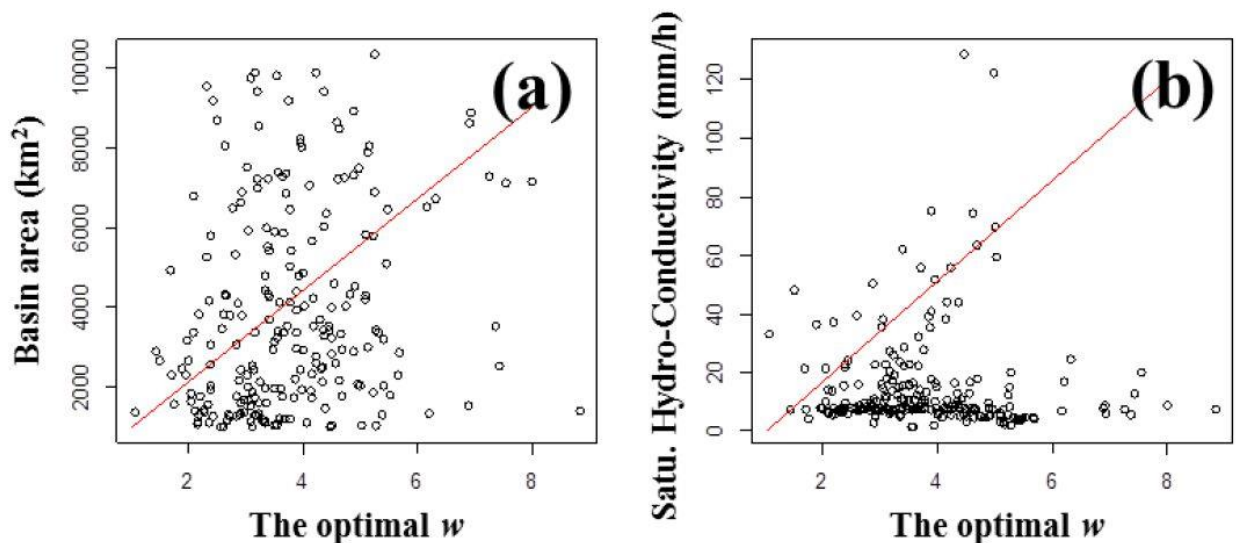 (a)
Basin area (km²)
10000
8000
6000
4000
2000
2 4 6 8
The optimal w
(b)
Satu. Hydro-Conductivity (mm/h)
120
100
80
60
40
20
0
2 4 6 8
The optimal w